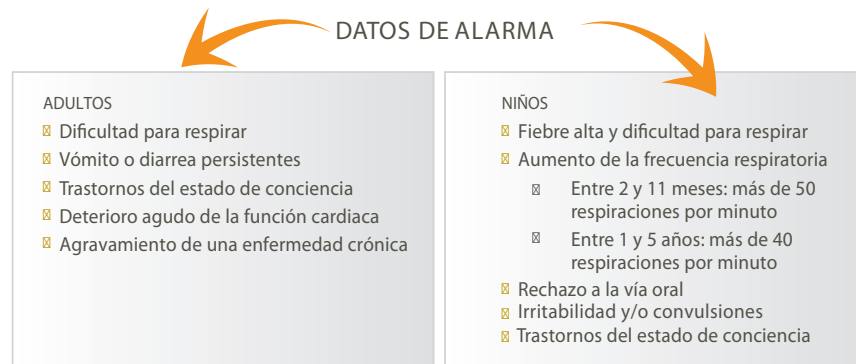 DATOS DE ALARMA
ADULTOS
Dificultad para respirar
Vómito o diarrea persistentes
Trastornos del estado de conciencia
Deterioro agudo de la función cardiaca
Agravamiento de una enfermedad crónica
NIÑOS
Fiebre alta y dificultad para respirar
Aumento de la frecuencia respiratoria
Entre 2 y 11 meses: más de 50
respiraciones por minuto
Entre 1 y 5 años: más de 40
respiraciones por minuto
Rechazo a la vía oral
Irritabilidad y/o convulsiones
Trastornos del estado de conciencia